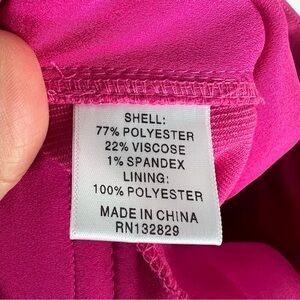 SHELL:
77% POLYESTER
22% VISCOSE
1% SPANDEX
LINING:
100% POLYESTER
MADE IN CHINA
RN132829